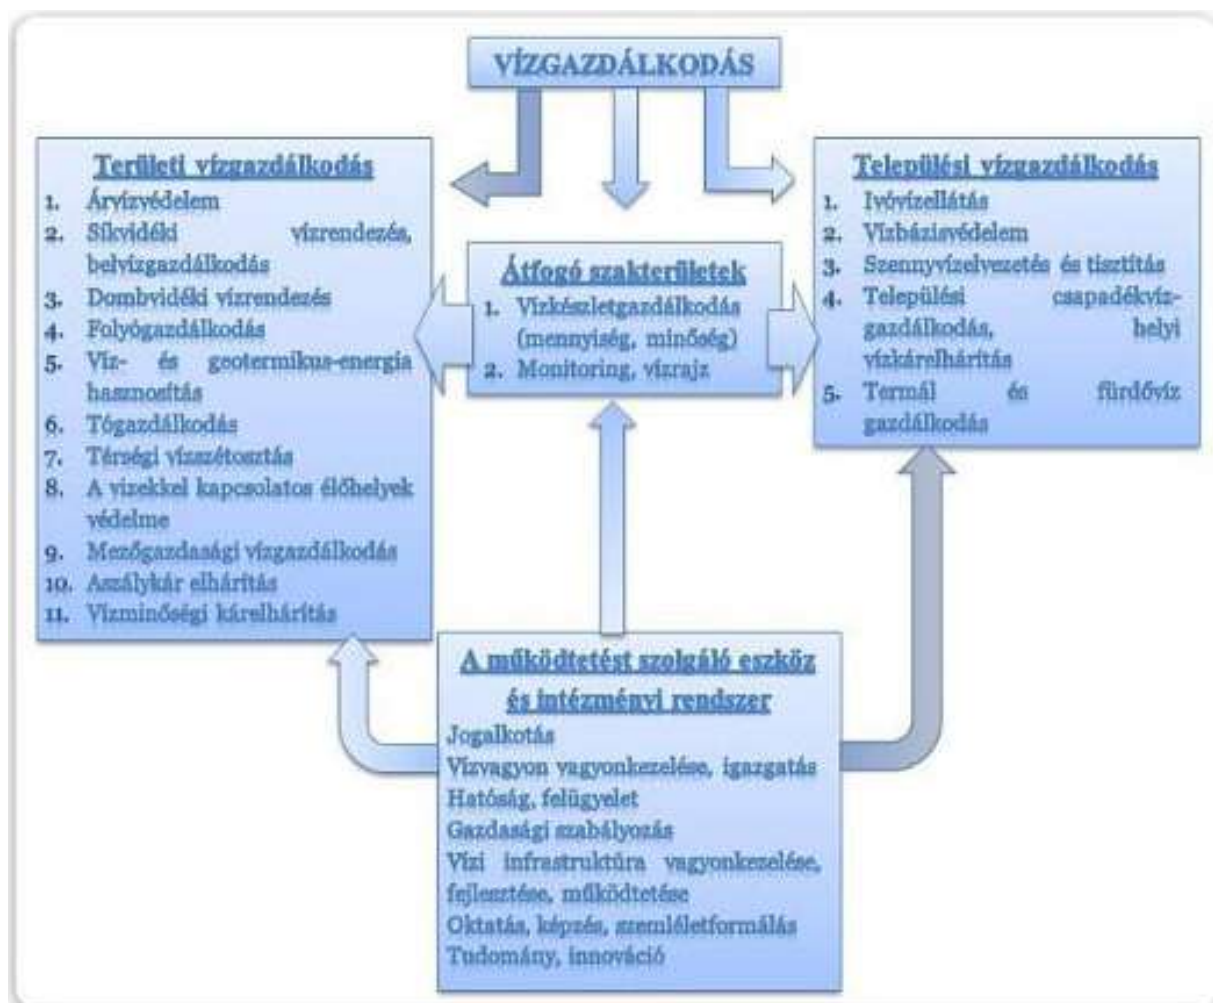 VÍZGAZDÁLKODÁS
Területi vízgazdálkodás
1. Árvízvédelem
2. Síkvidéki vízrendezés,
belvízgazdálkodás
3. Dombvidéki vízrendezés
4. Folyógazdálkodás
5. Víz- és geotermikus-energia
hasznosítás
6. Tógazdálkodás
7. Térségi vízszétosztás
8. A vizekkel kapcsolatos élőhelyek
védelme
9. Mezőgazdasági vízgazdálkodás
10. Aszálykár elhárítás
11. Vízminőségi kárelhárítás
Átfogó szakterületek
1. Vízkészletgazdálkodás
(mennyiség, minőség)
2. Monitoring, vízrajz
Települési vízgazdálkodás
1. Ivóvízellátás
2. Vízbázisvédelem
3. Szennyvízelvezetés és tisztítás
4. Települési csapadékvíz-
gazdálkodás, helyi
vízkárelhárítás
5. Termál és fürdővíz
gazdálkodás
A működtetést szolgáló eszköz
és intézményi rendszer
Jogalkotás
Vízvagyon vagyonkezelése, igazgatás
Hatóság, felügyelet
Gazdasági szabályozás
Vízi infrastruktúra vagyonkezelése,
fejlesztése, működtetése
Oktatás, képzés, szemléletformálás
Tudomány, innováció